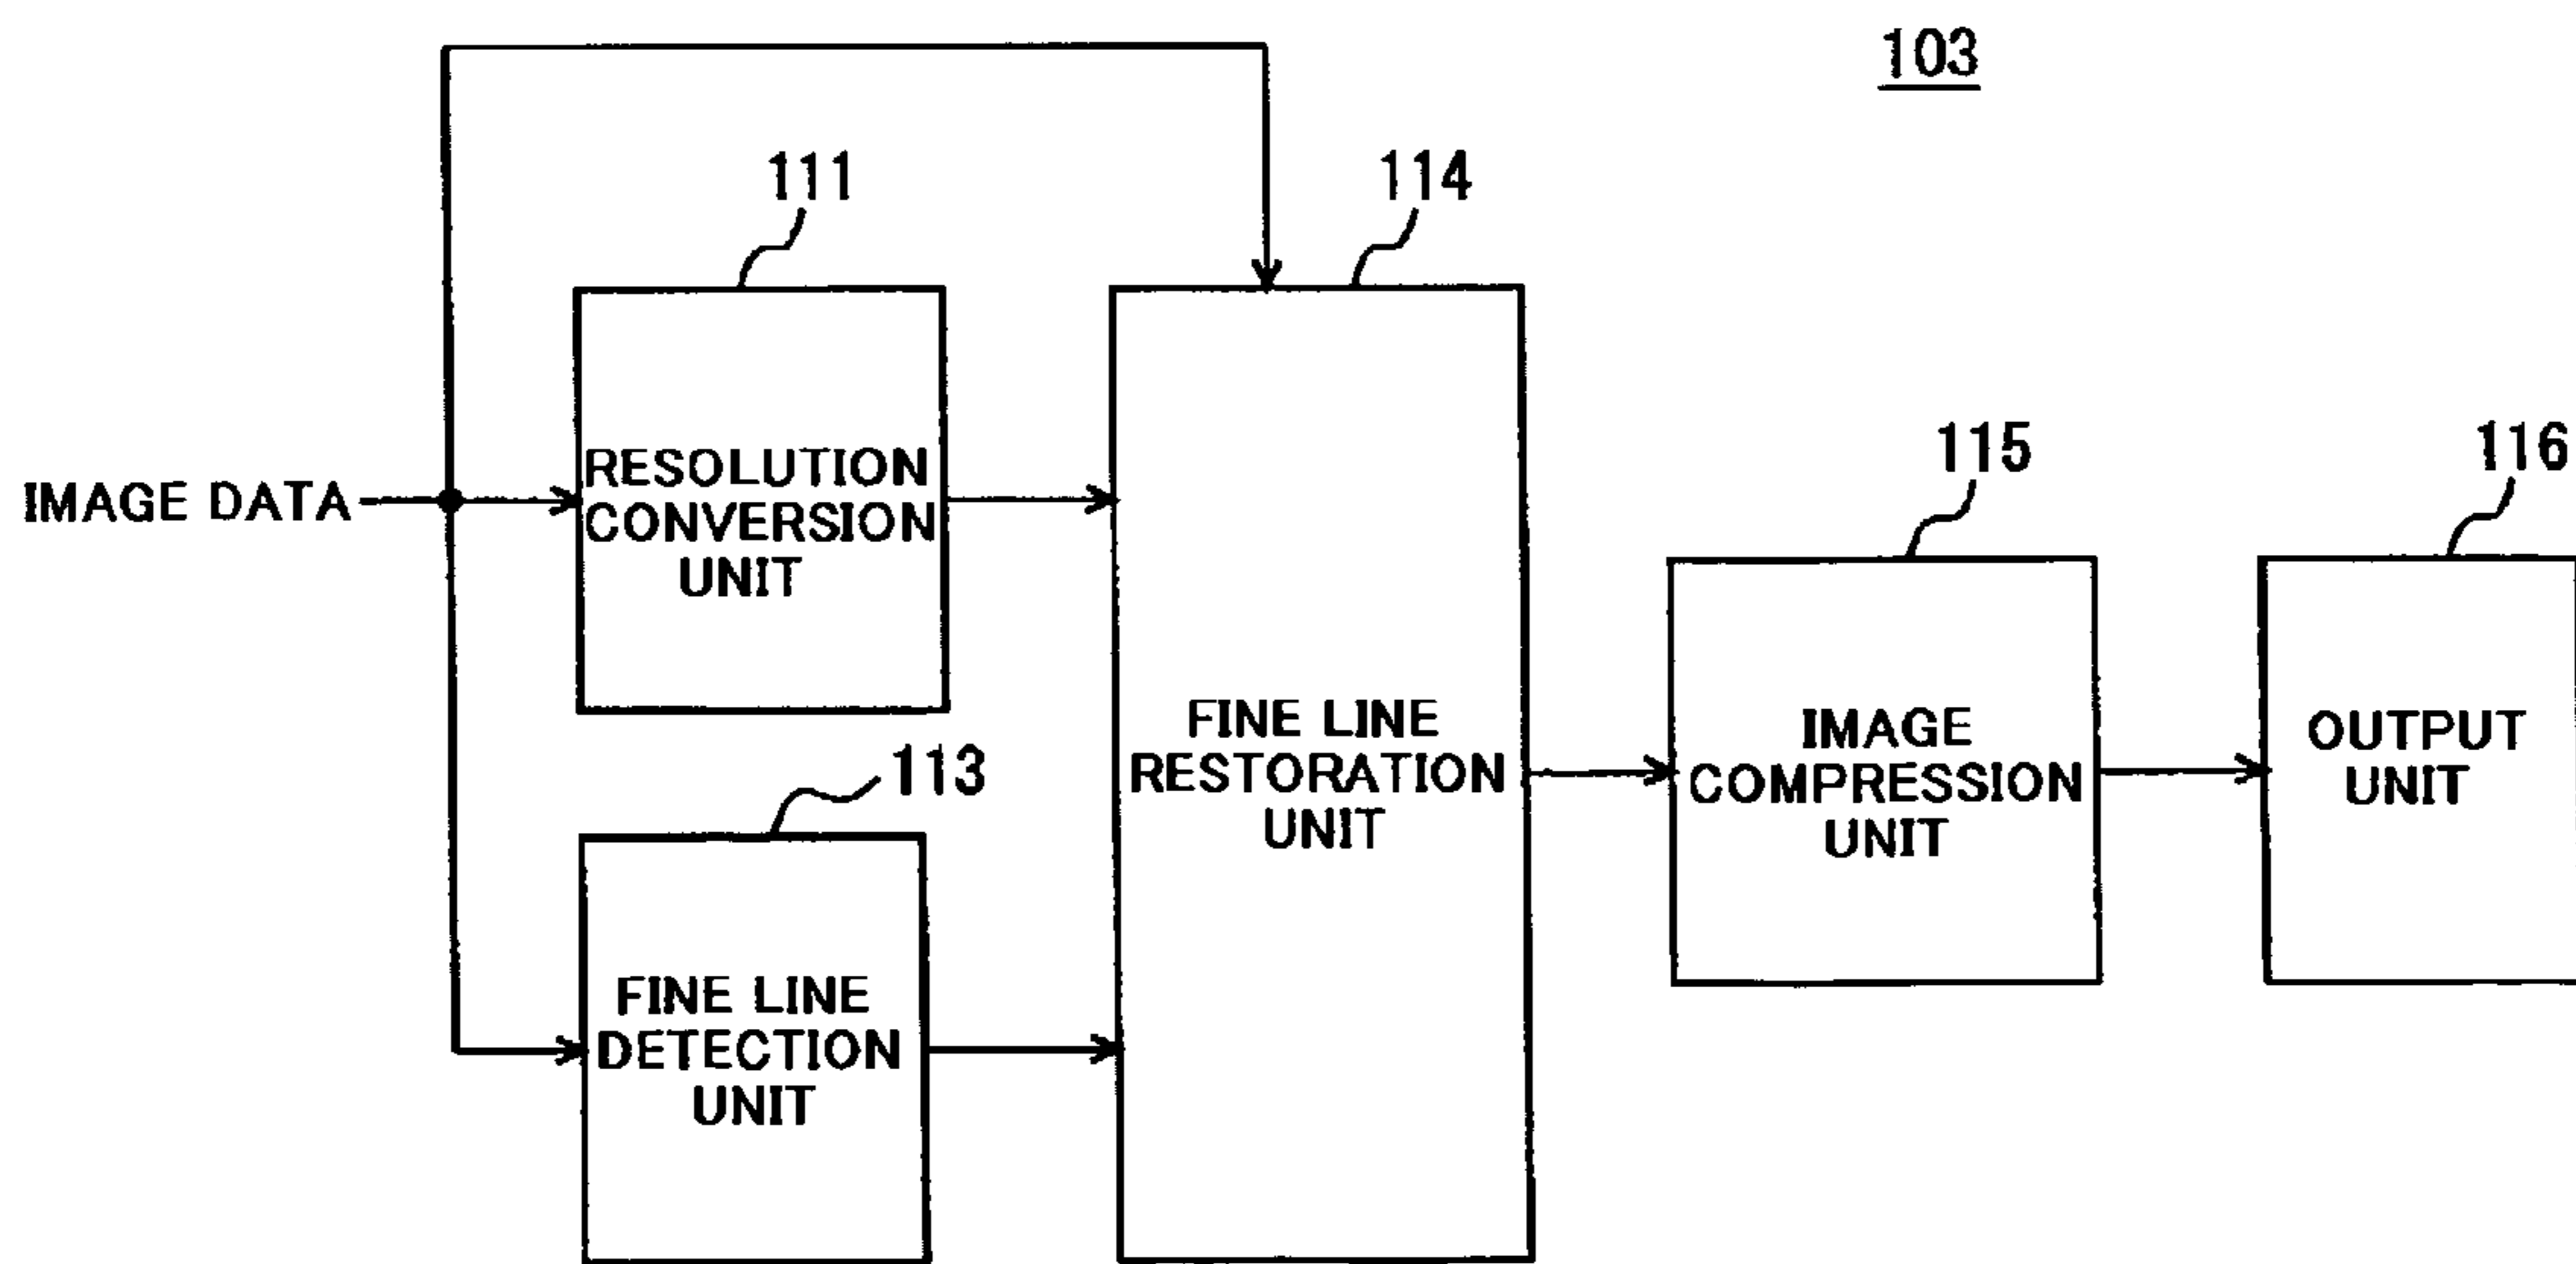 103
111
114
RESOLUTION
CONVERSION
UNIT
IMAGE DATA
115
116
113
FINE LINE
RESTORATION
UNIT
IMAGE
COMPRESSION
UNIT
OUTPUT
UNIT
FINE LINE
DETECTION
UNIT